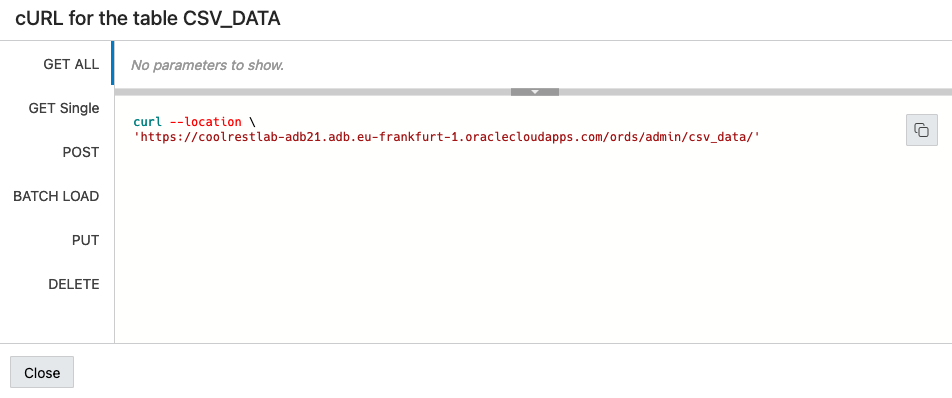 cURL for the table CSV_DATA
GET ALL
No parameters to show.
GET Single
curl --location \
'https://coolrestlab-adb21.adb.eu-frankfurt-1.oraclecloudapps.com/ords/admin/csv_data/'
POST
BATCH LOAD
PUT
DELETE
Close